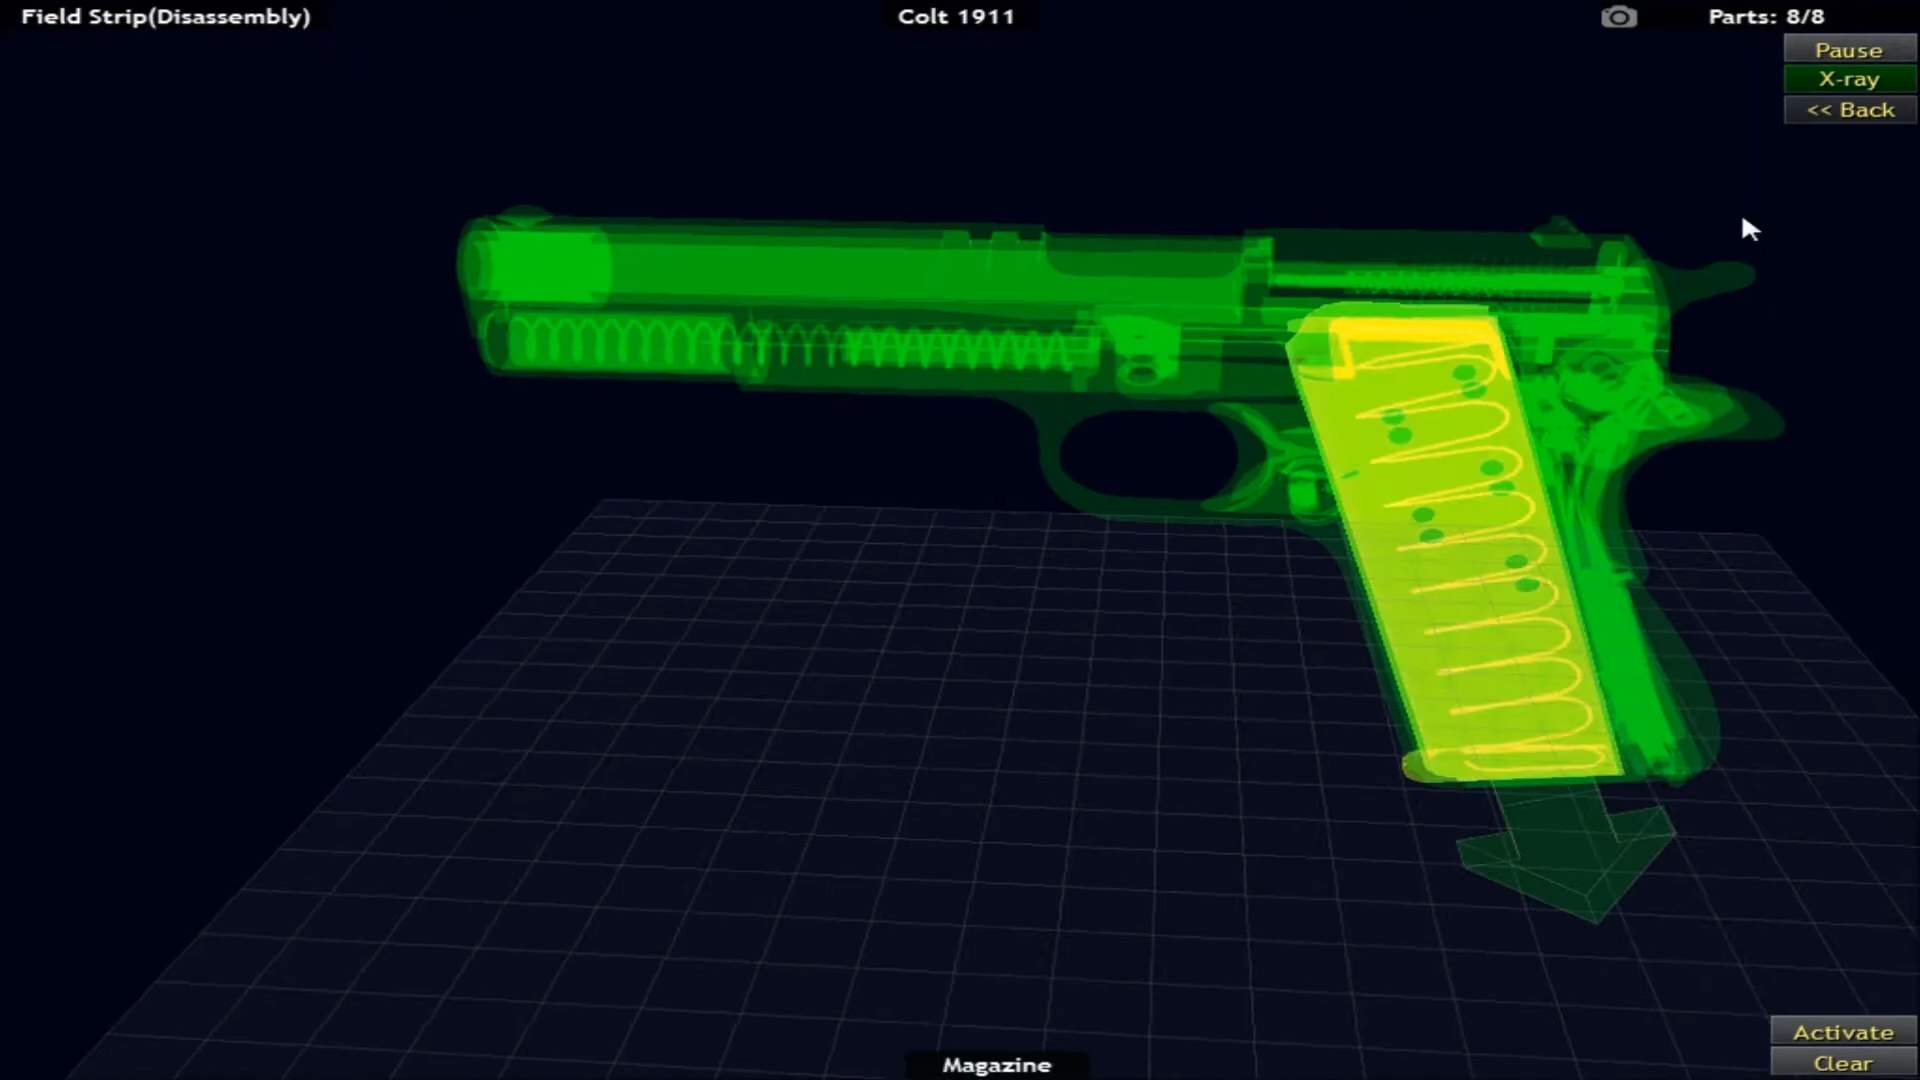 Field Strip(Disassembly)
Colt 1911
Parts: 8/8
Pause
X-ray
<< Back
Activate
Magazine
Clear